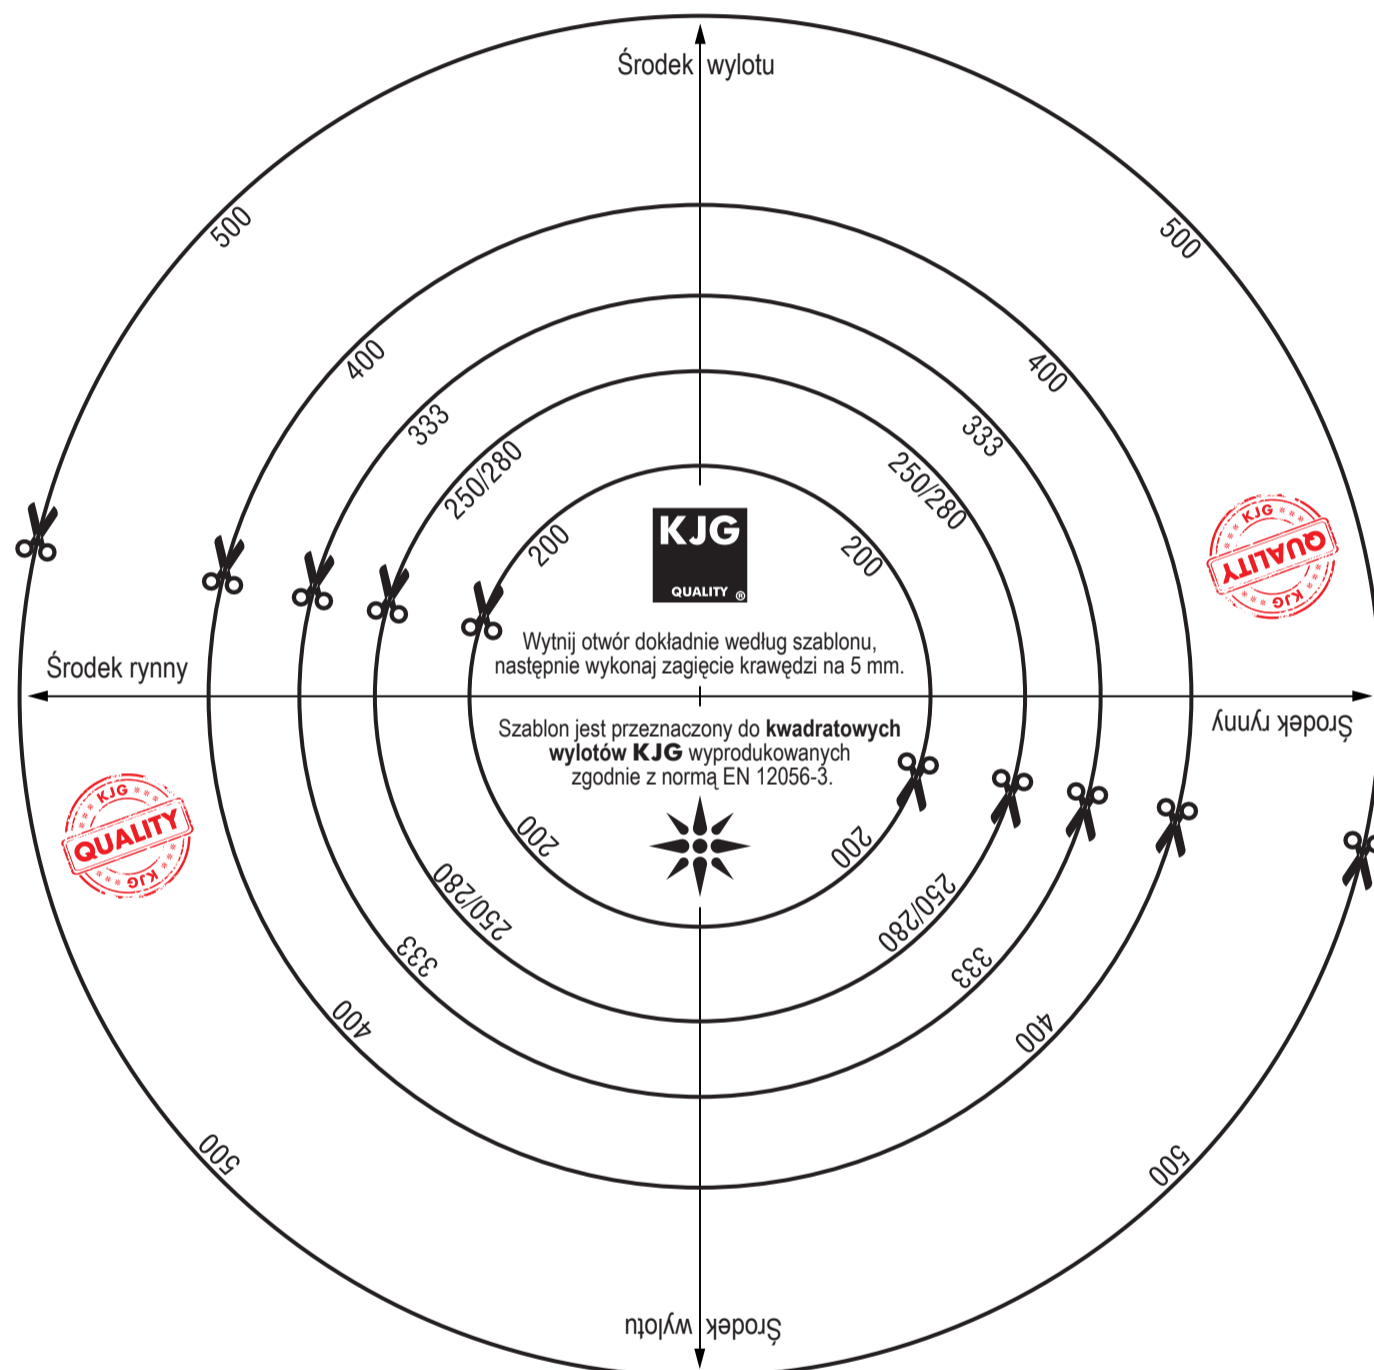 Środek wylotu
500
500
400
400
333
333
250/280
250/280
200
200
KJG
QUALITY ®
KJG
QUALITY
KJG
Wytnij otwór dokładnie według szablonu,
następnie wykonaj zagięcie krawędzi na 5 mm.
Środek rynny
Środek rynny
Szablon jest przeznaczony do kwadratowych
wylotów KJG wyprodukowanych
zgodnie z normą EN 12056-3.
KJG
QUALITY
KJG
200
200
250/280
250/280
333
333
400
400
500
500
Środek wylotu